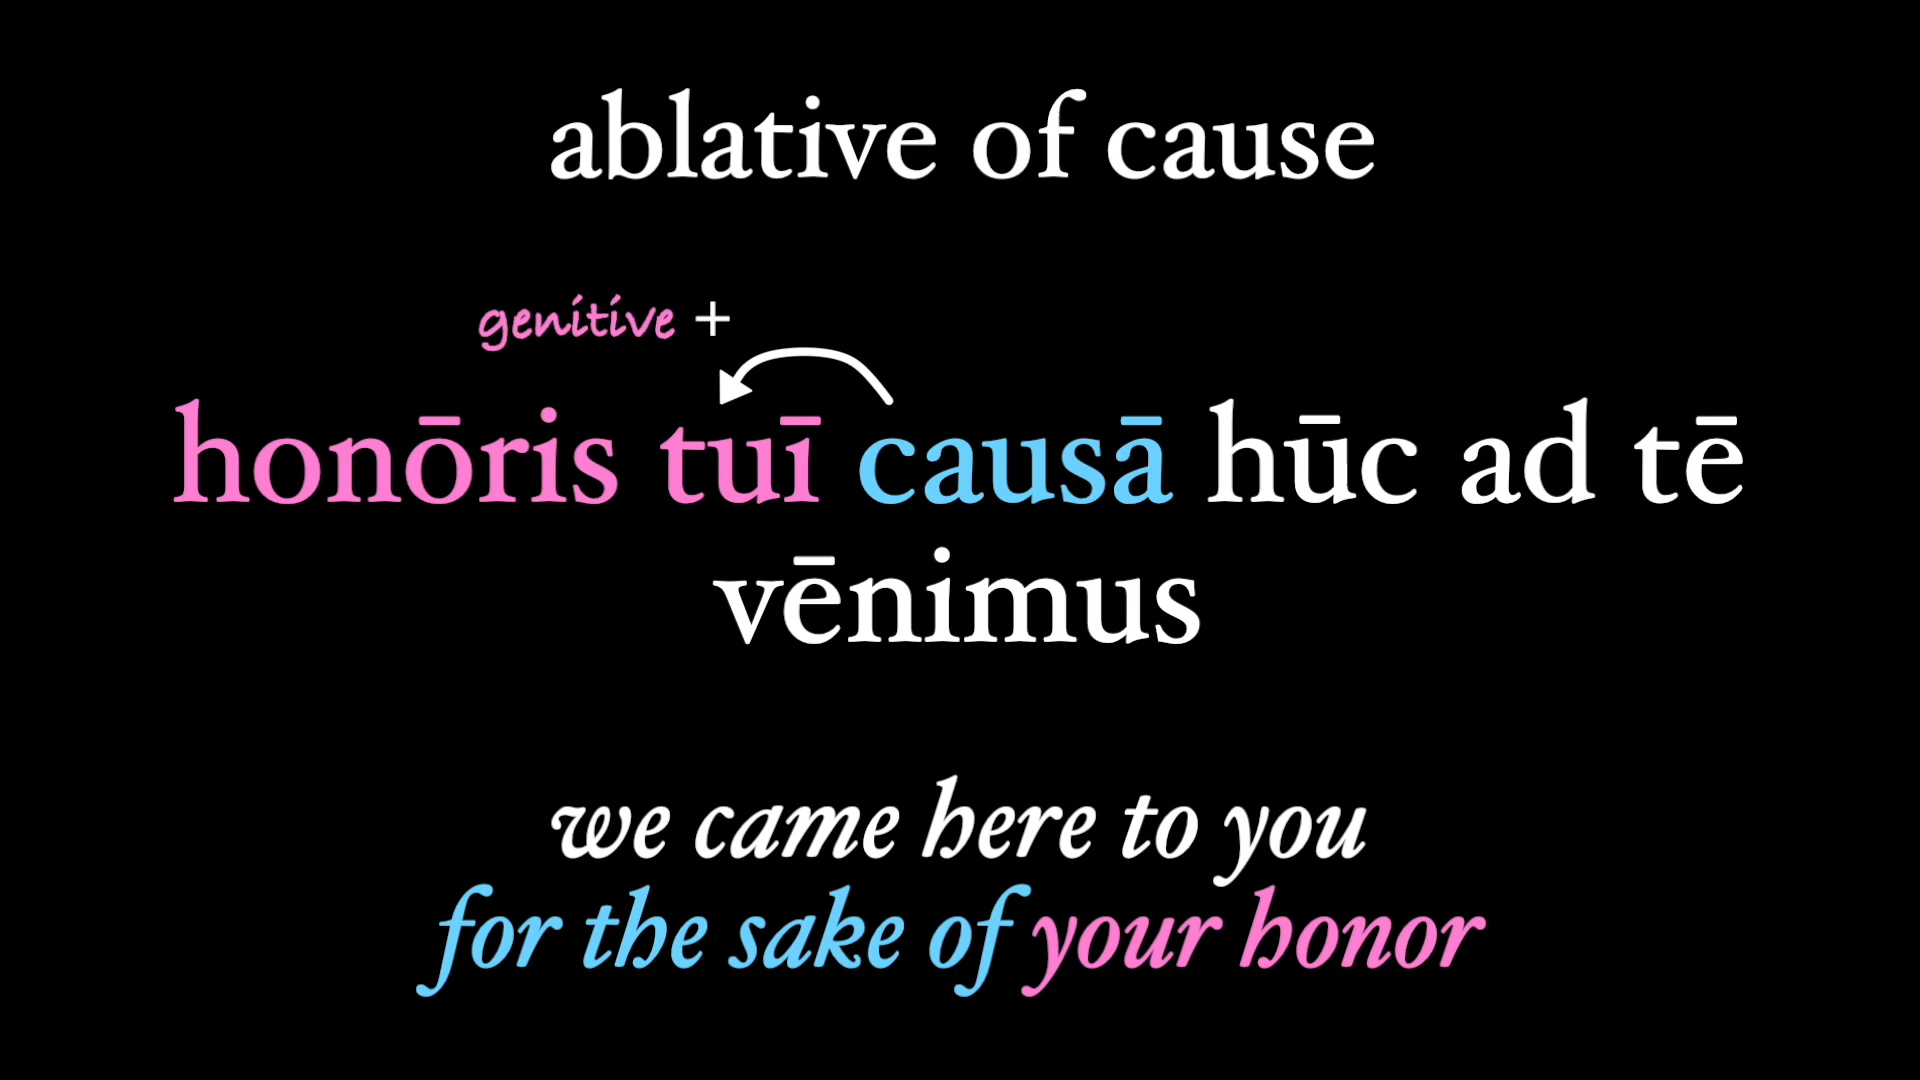 ablative of cause
genitive +
honōris tuī causā hūc ad tē
vēnimus
we came here to you
for the sake of your honor